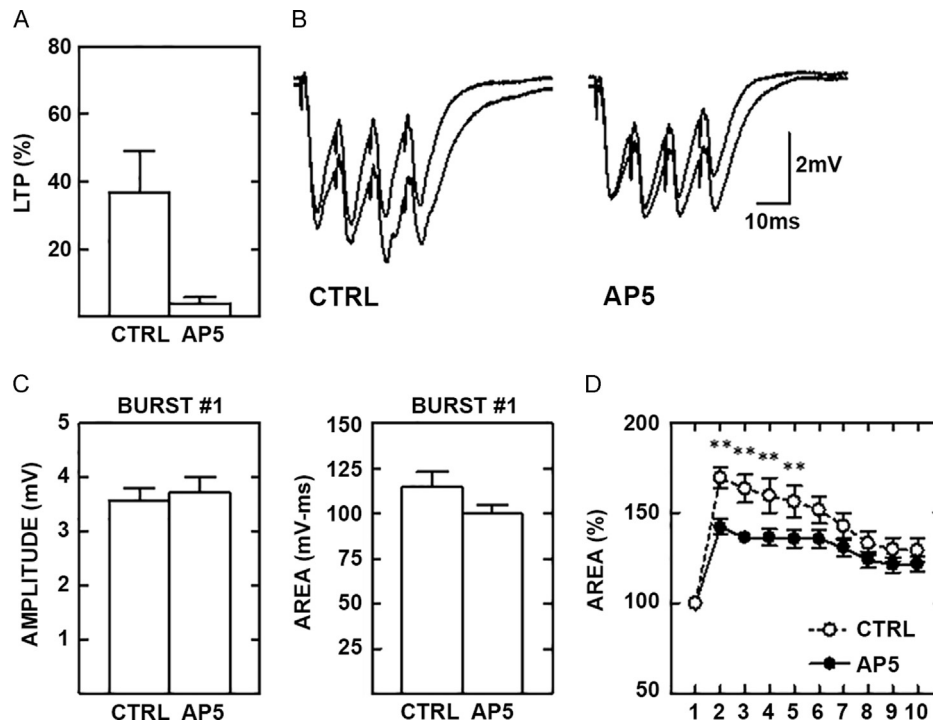 A
80
60
40
20
LTP (%)
CTRL AP5
B
CTRL
AP5
2mV
10ms
C
BURST #1
5
4
3
2
1
AMPLITUDE (mV)
CTRL AP5
BURST #1
150
125
100
75
50
25
AREA (mV-ms)
CTRL AP5
D
200
150
100
50
AREA (%)
** ** ** **
CTRL
AP5
1 2 3 4 5 6 7 8 9 10